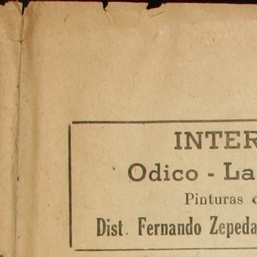 INTER
Odico - La
Pinturas
Dist. Fernando Zepeda